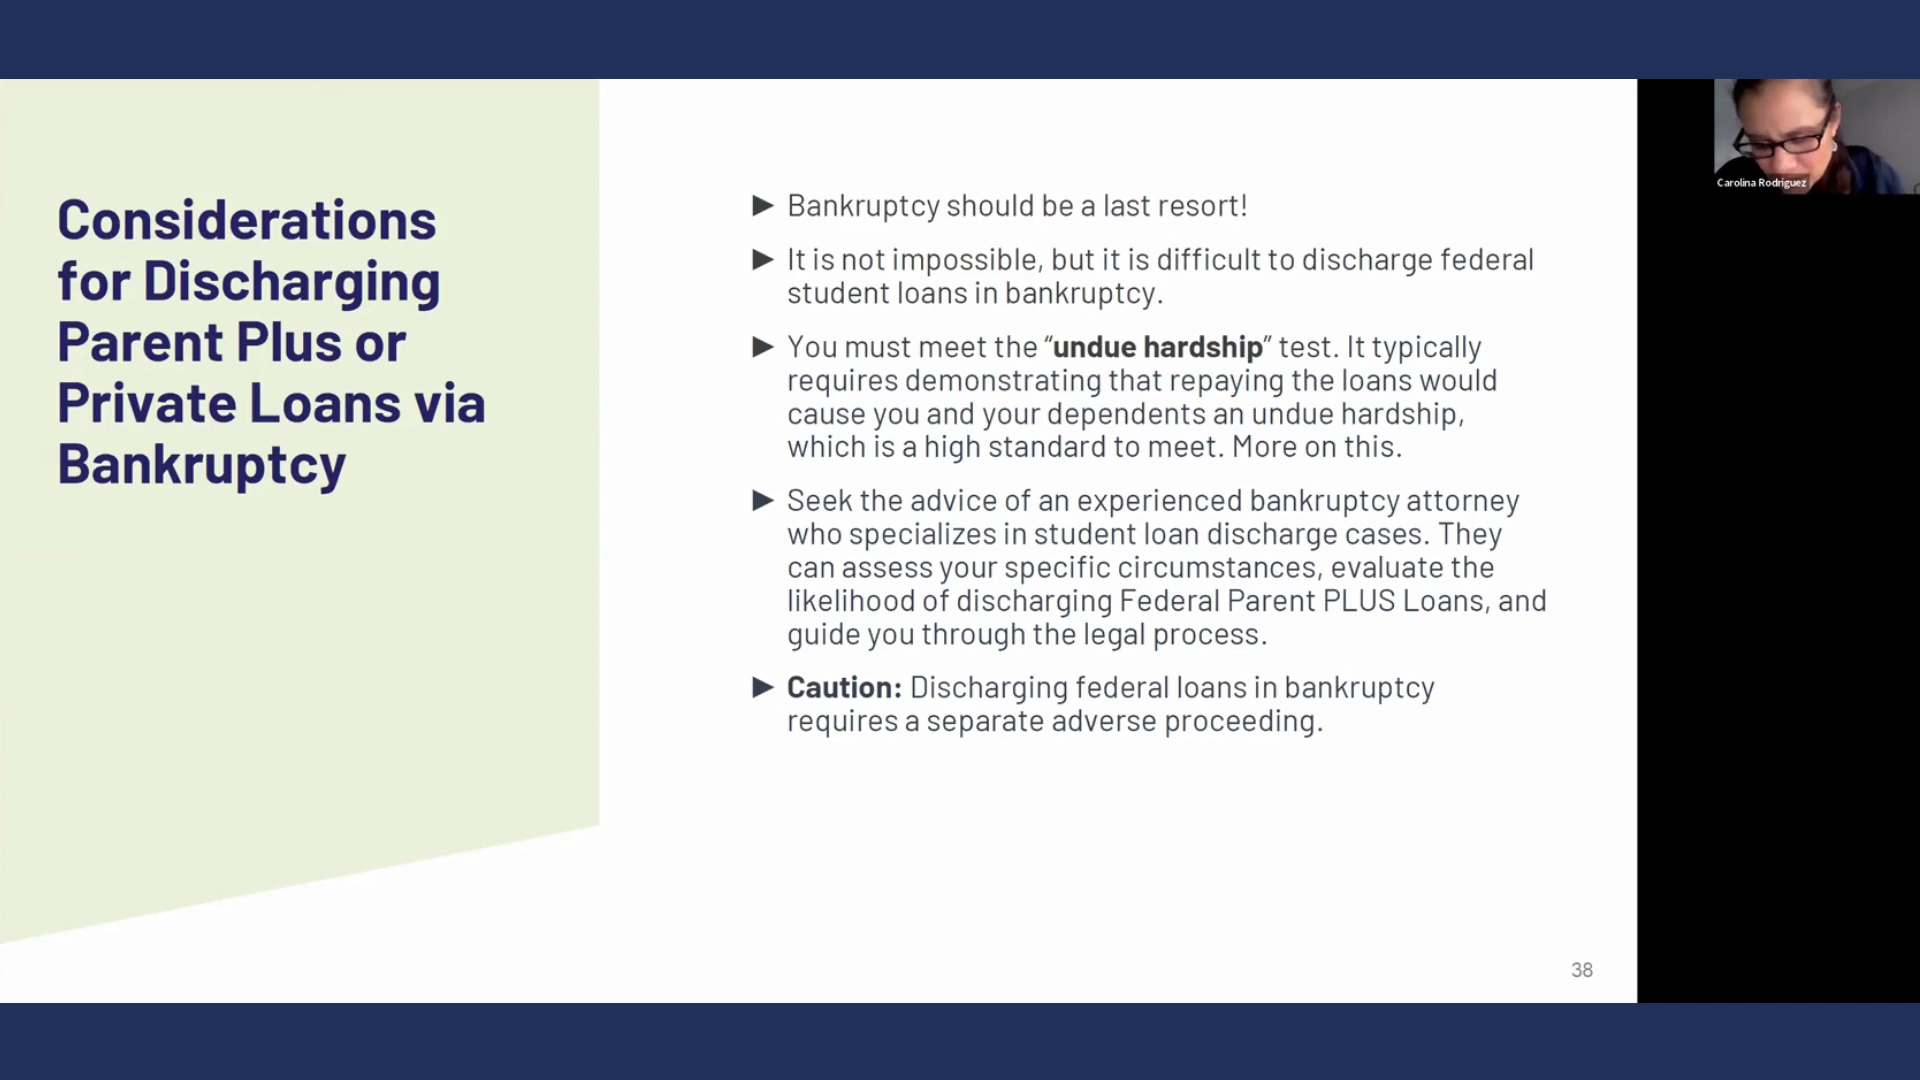 Considerations
for Discharging
Parent Plus or
Private Loans via
Bankruptcy
► Bankruptcy should be a last resort!
► It is not impossible, but it is difficult to discharge federal
student loans in bankruptcy.
► You must meet the “undue hardship” test. It typically
requires demonstrating that repaying the loans would
cause you and your dependents an undue hardship,
which is a high standard to meet. More on this.
► Seek the advice of an experienced bankruptcy attorney
who specializes in student loan discharge cases. They
can assess your specific circumstances, evaluate the
likelihood of discharging Federal Parent PLUS Loans, and
guide you through the legal process.
► Caution: Discharging federal loans in bankruptcy
requires a separate adverse proceeding.
38
Carolina Rodriguez